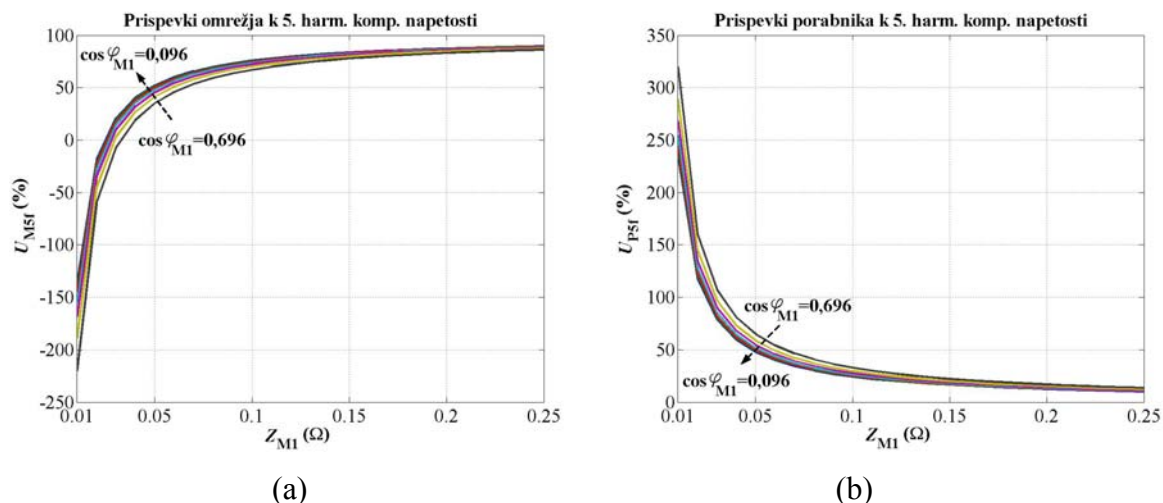 Prispevki omrežja k 5. harm. komp. napetosti
100
50
0
-50
-100
-150
-200
-250
U_M5f (%)
cos φ_M1=0,096
cos φ_M1=0,696
0.01 0.05 0.1 0.15 0.2 0.25
Z_M1 (Ω)
(a)
Prispevki porabnika k 5. harm. komp. napetosti
350
300
250
200
150
100
50
0
U_P5f (%)
cos φ_M1=0,696
cos φ_M1=0,096
0.01 0.05 0.1 0.15 0.2 0.25
Z_M1 (Ω)
(b)